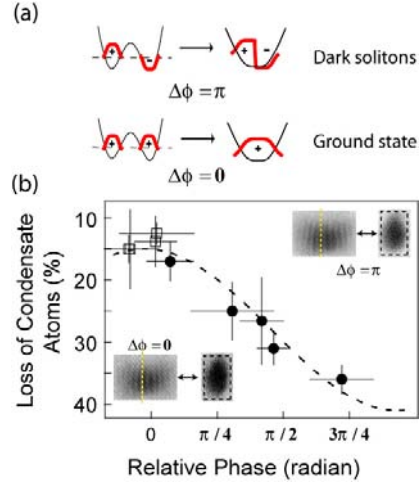 (a)
+
-
+
-
Dark solitons
Δϕ = π
+
+
+
Ground state
Δϕ = 0
(b)
Loss of Condensate
Atoms (%)
10
20
30
40
Δϕ = π
Δϕ = 0
0
π / 4
π / 2
3π / 4
Relative Phase (radian)